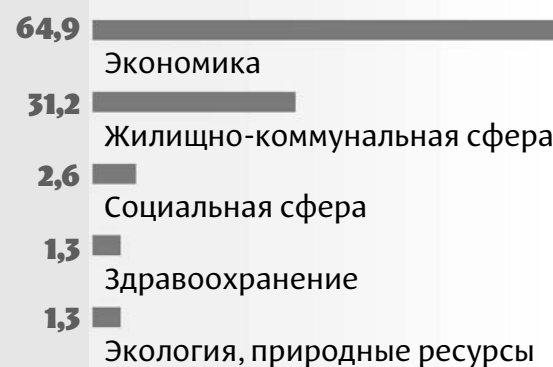 64,9
Экономика
31,2
Жилищно-коммунальная сфера
2,6
Социальная сфера
1,3
Здравоохранение
1,3
Экология, природные ресурсы